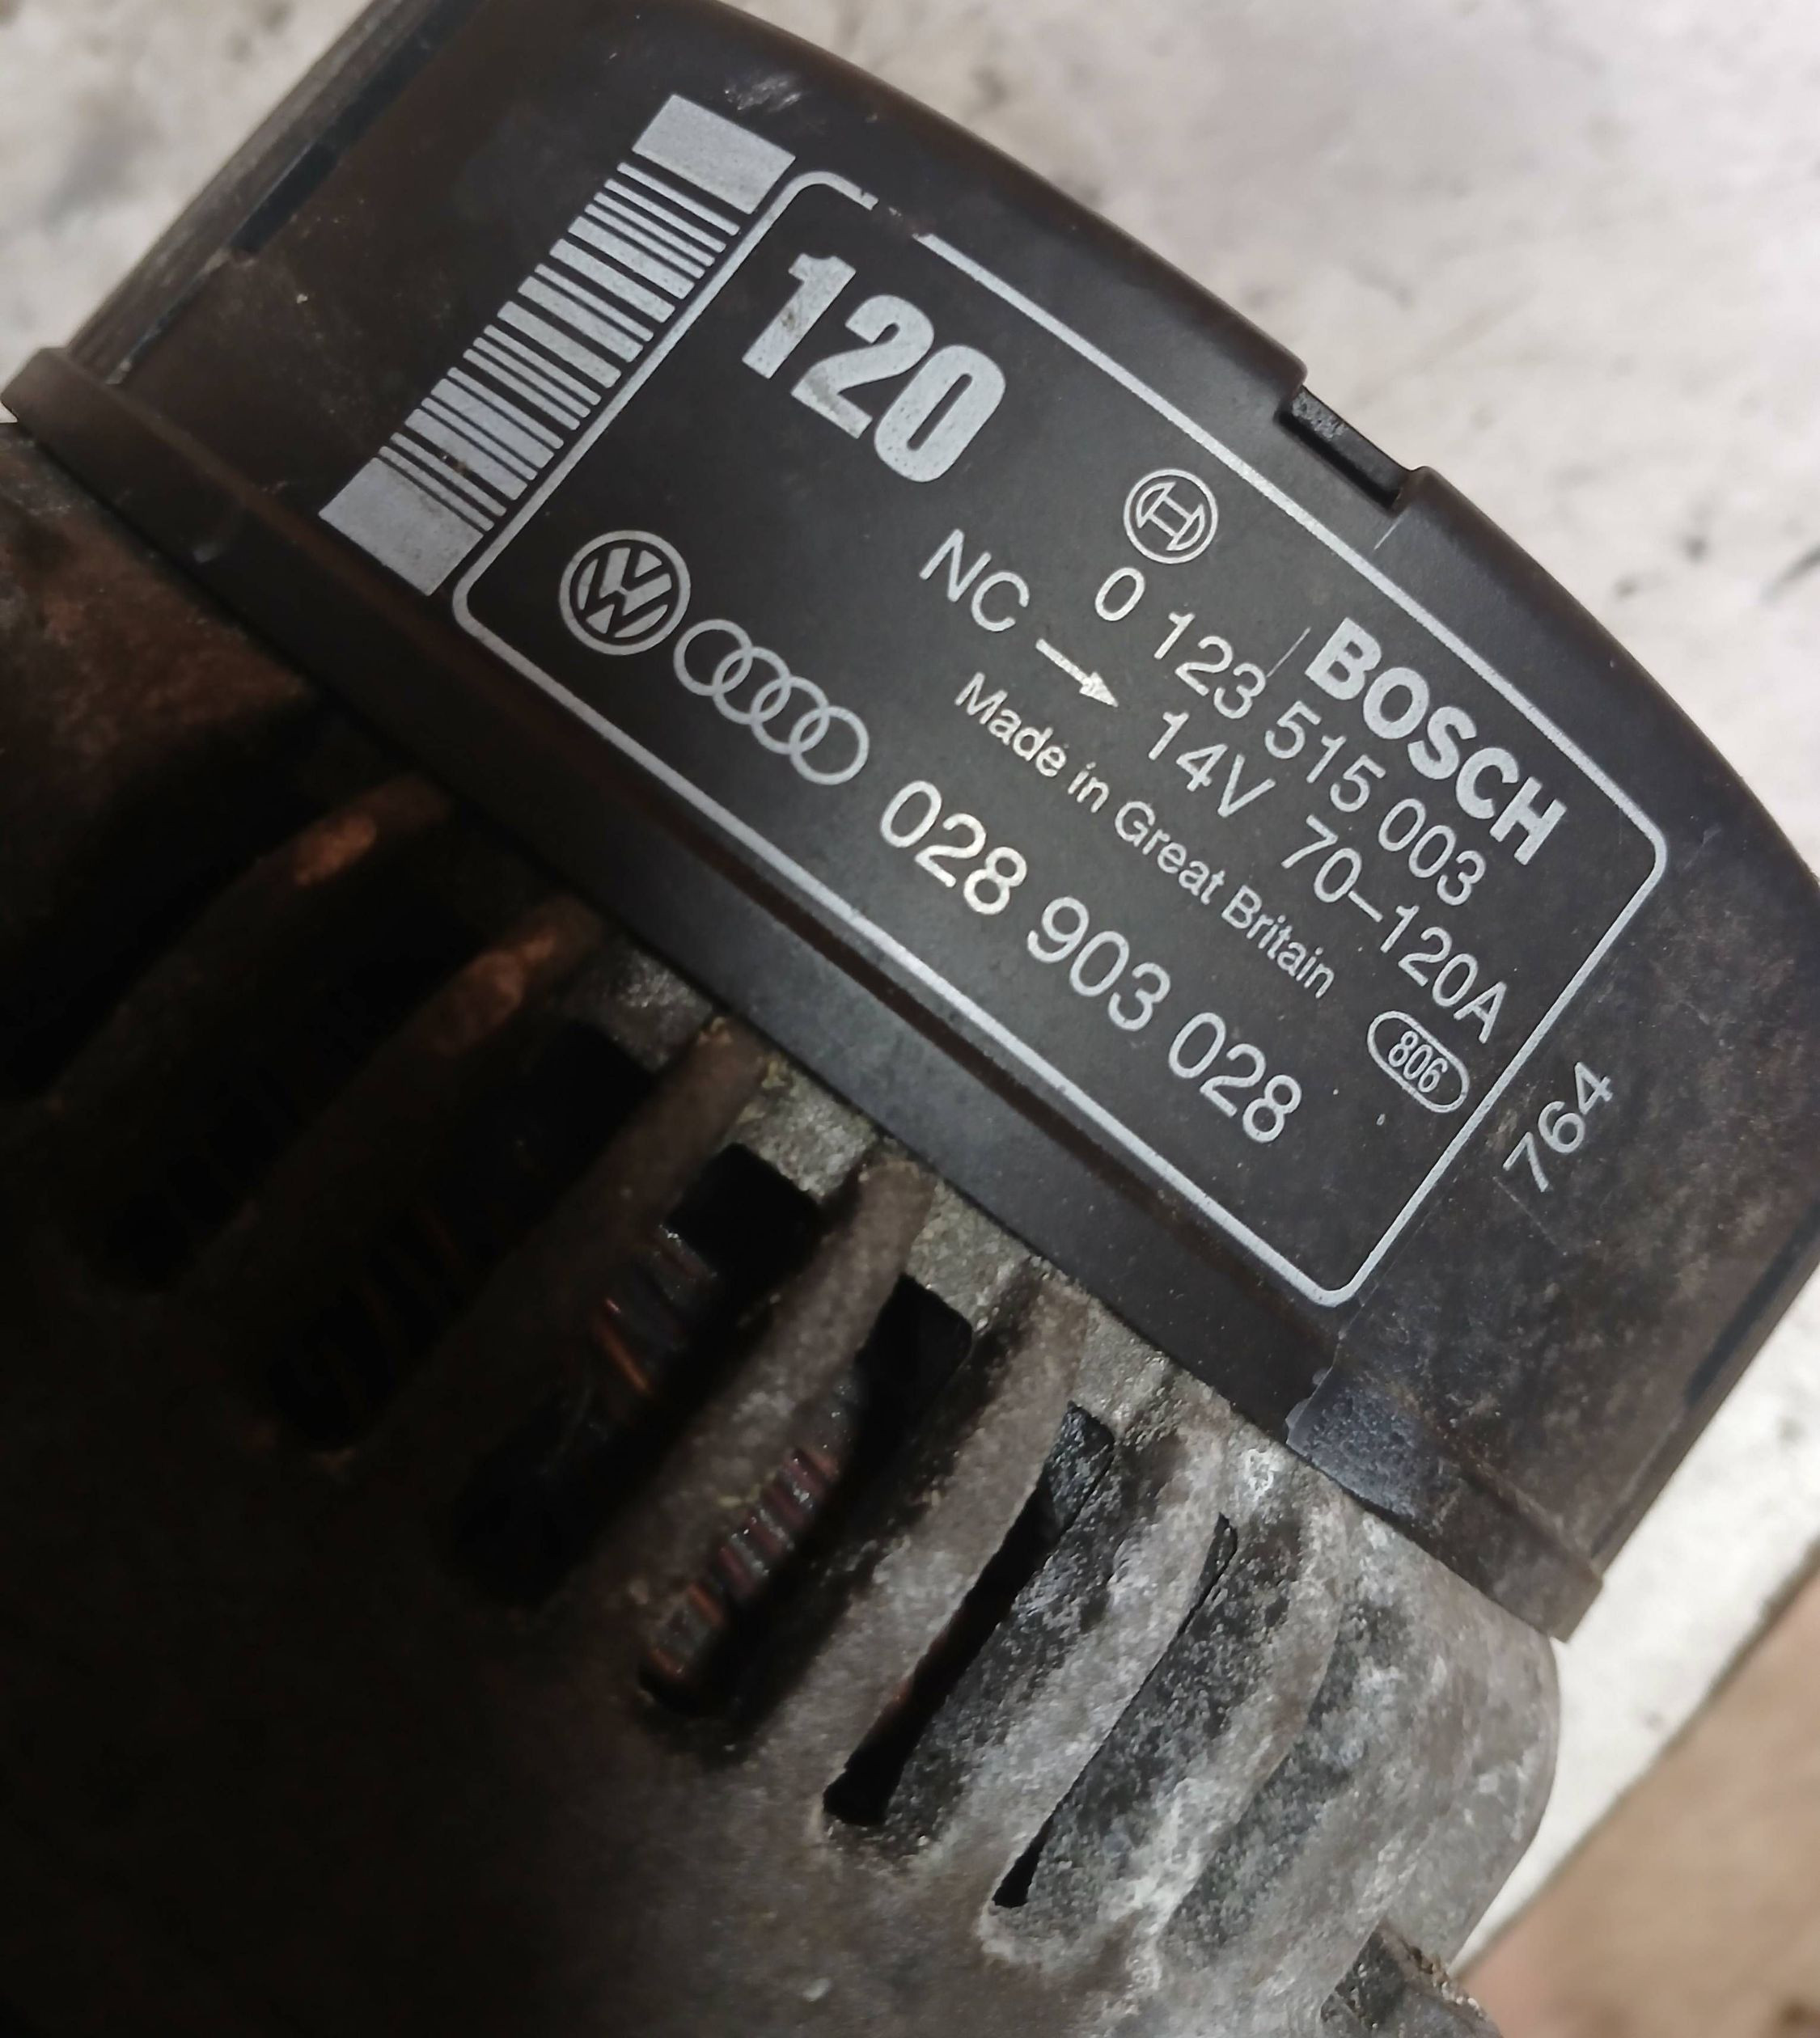 120
BOSCH
0 123 515 003
NC → 14V 70–120A
Made in Great Britain
806
028 903 028
764